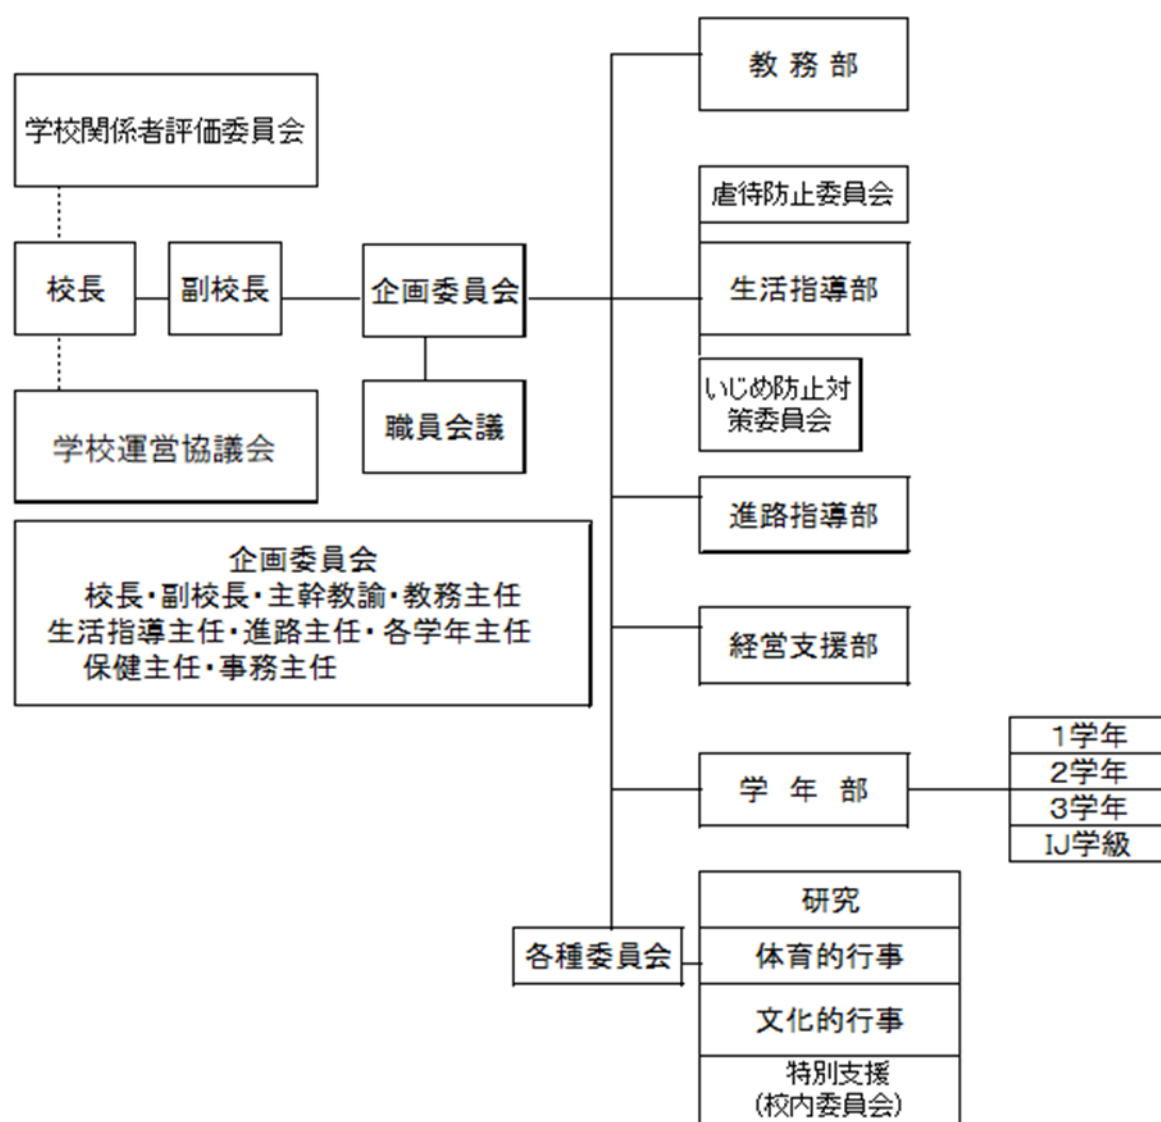 教 務 部
学校関係者評価委員会
虐待防止委員会
校長
副校長
企画委員会
生活指導部
いじめ防止対
策委員会
職員会議
学校運営協議会
進路指導部
企画委員会
校長・副校長・主幹教諭・教務主任
生活指導主任・進路主任・各学年主任
保健主任・事務主任
経営支援部
学 年 部
1学年
2学年
3学年
IJ学級
各種委員会
研究
体育的行事
文化的行事
特別支援
(校内委員会)